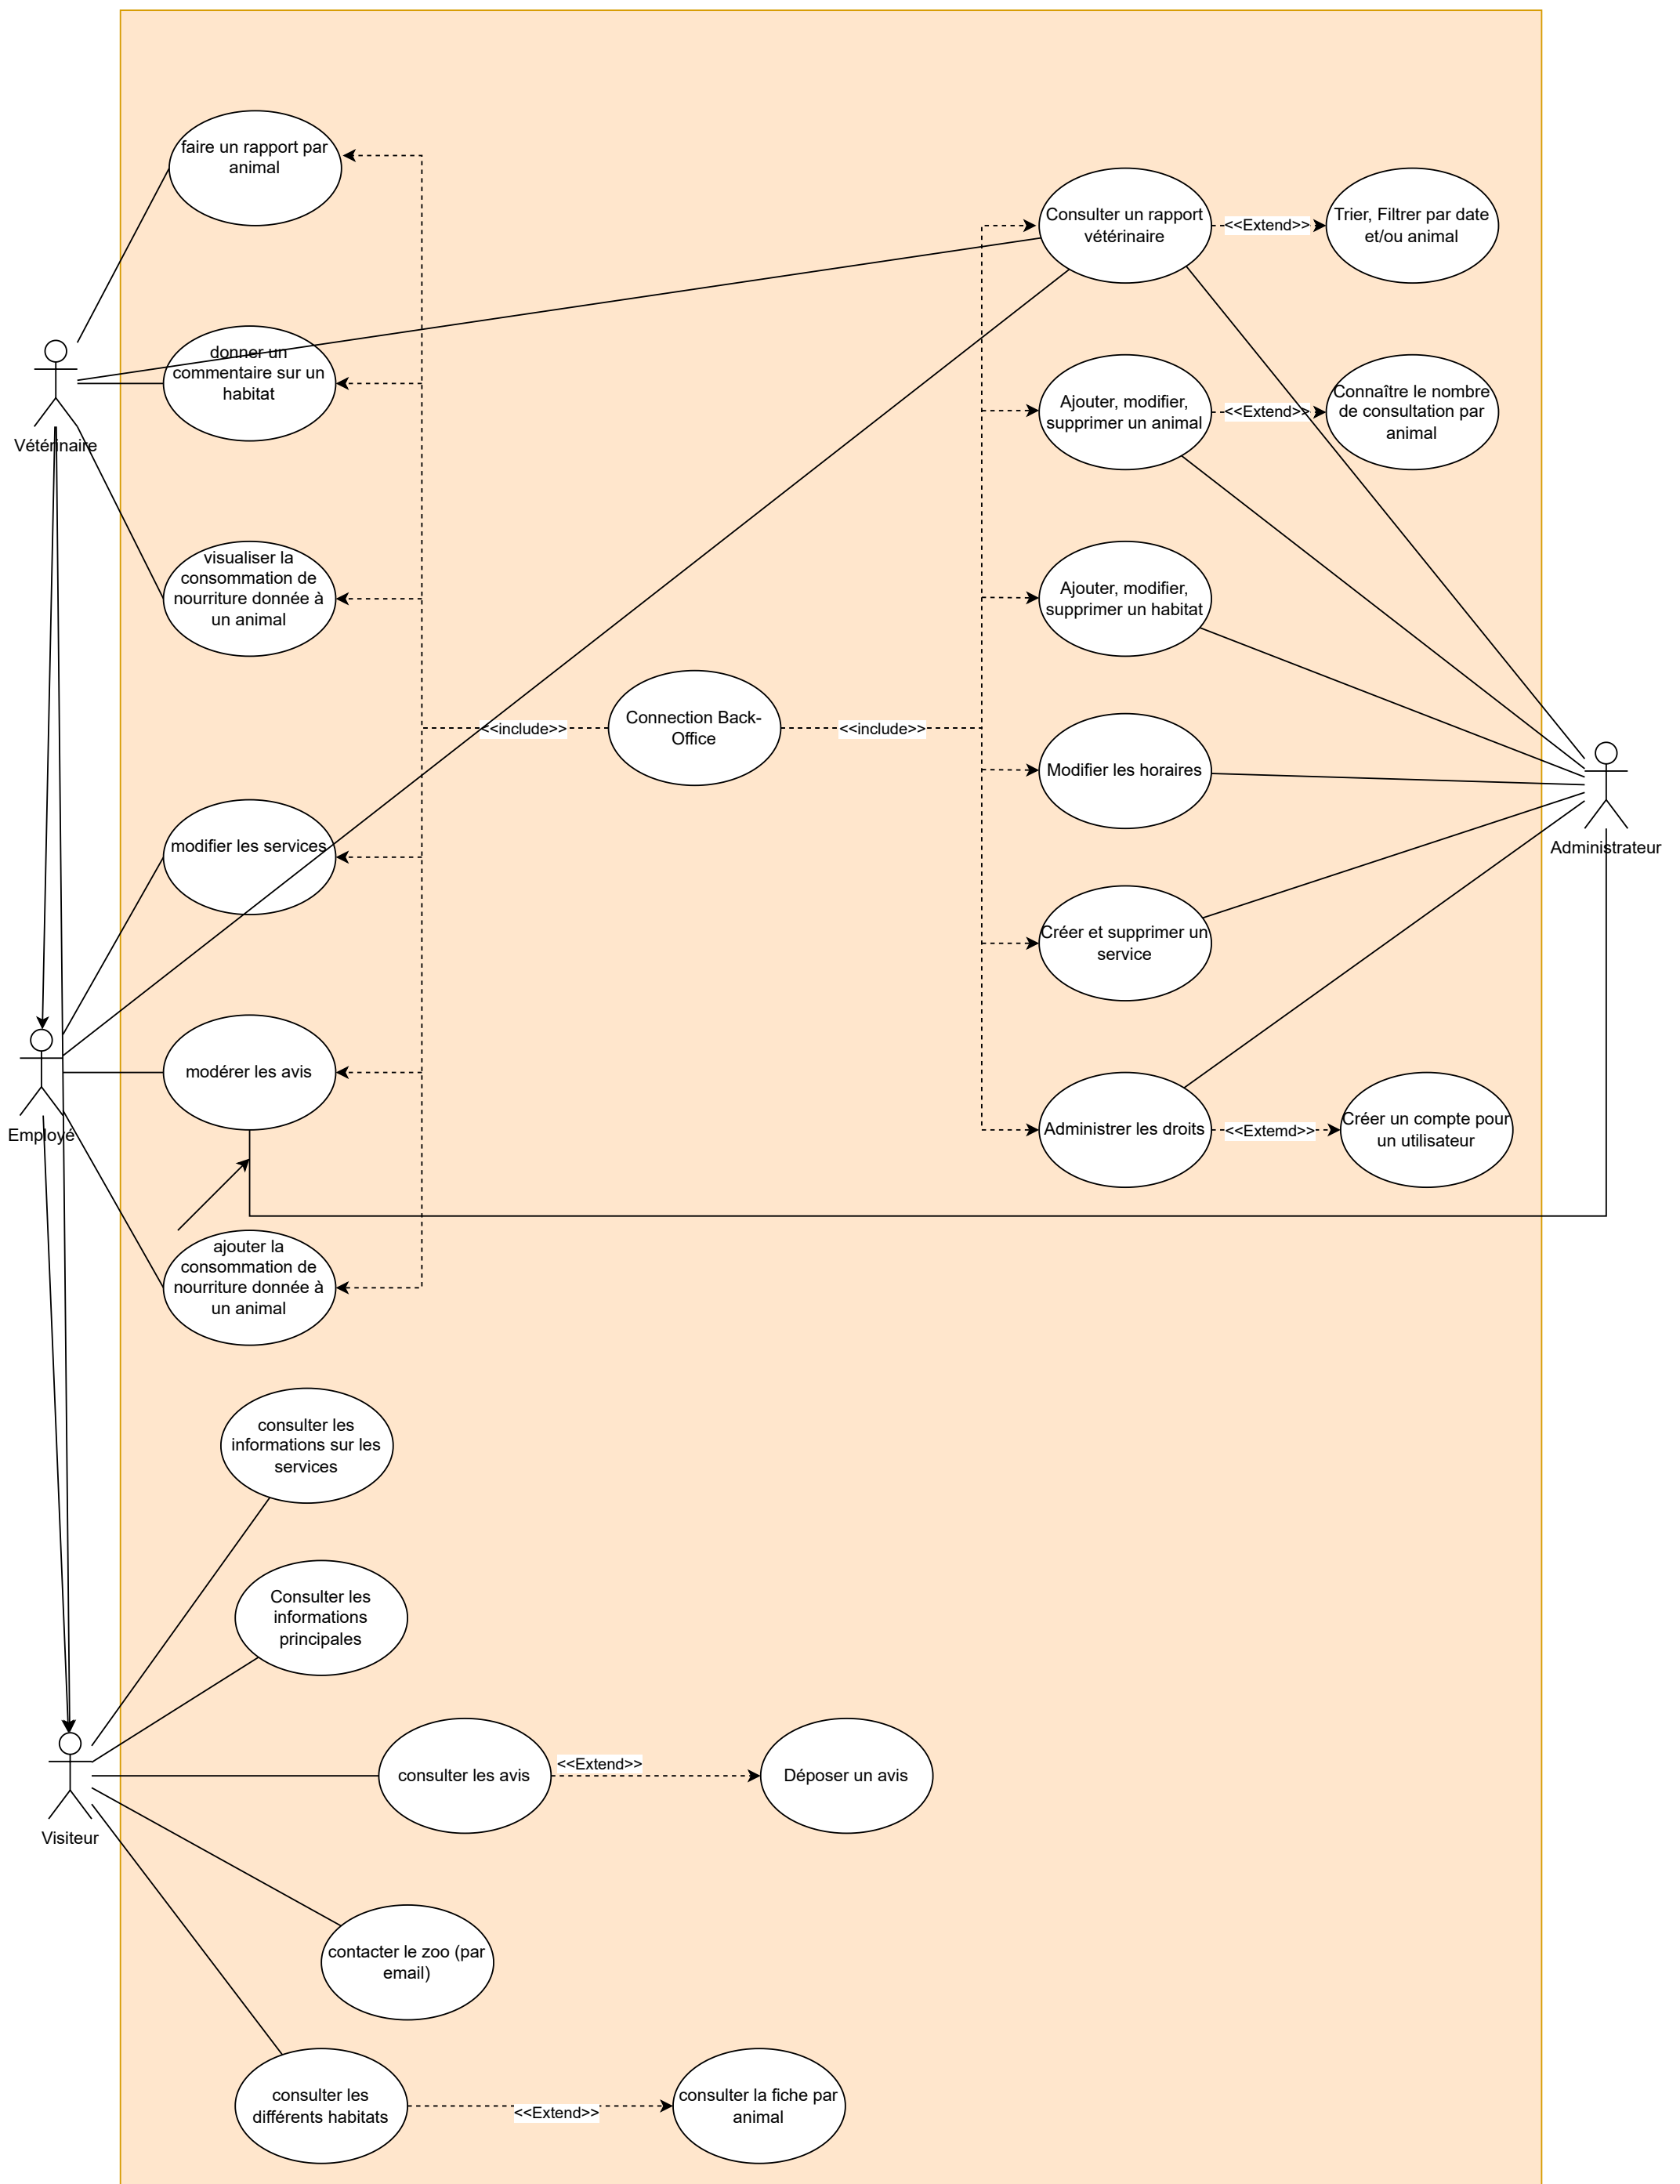 faire un rapport par
animal
Consulter un rapport
vétérinaire
<<Extend>>
Trier, Filtrer par date
et/ou animal
donner un
commentaire sur un
habitat
Vétérinaire
Ajouter, modifier,
supprimer un animal
<<Extend>>
Connaître le nombre
de consultation par
animal
visualiser la
consommation de
nourriture donnée à
un animal
Ajouter, modifier,
supprimer un habitat
<<include>>
Connection Back-
Office
<<include>>
Modifier les horaires
modifier les services
Administrateur
Créer et supprimer un
service
modérer les avis
Employé
Administrer les droits
<<Extemd>>
Créer un compte pour
un utilisateur
ajouter la
consommation de
nourriture donnée à
un animal
consulter les
informations sur les
services
Consulter les
informations
principales
consulter les avis
<<Extend>>
Déposer un avis
Visiteur
contacter le zoo (par
email)
consulter les
différents habitats
<<Extend>>
consulter la fiche par
animal